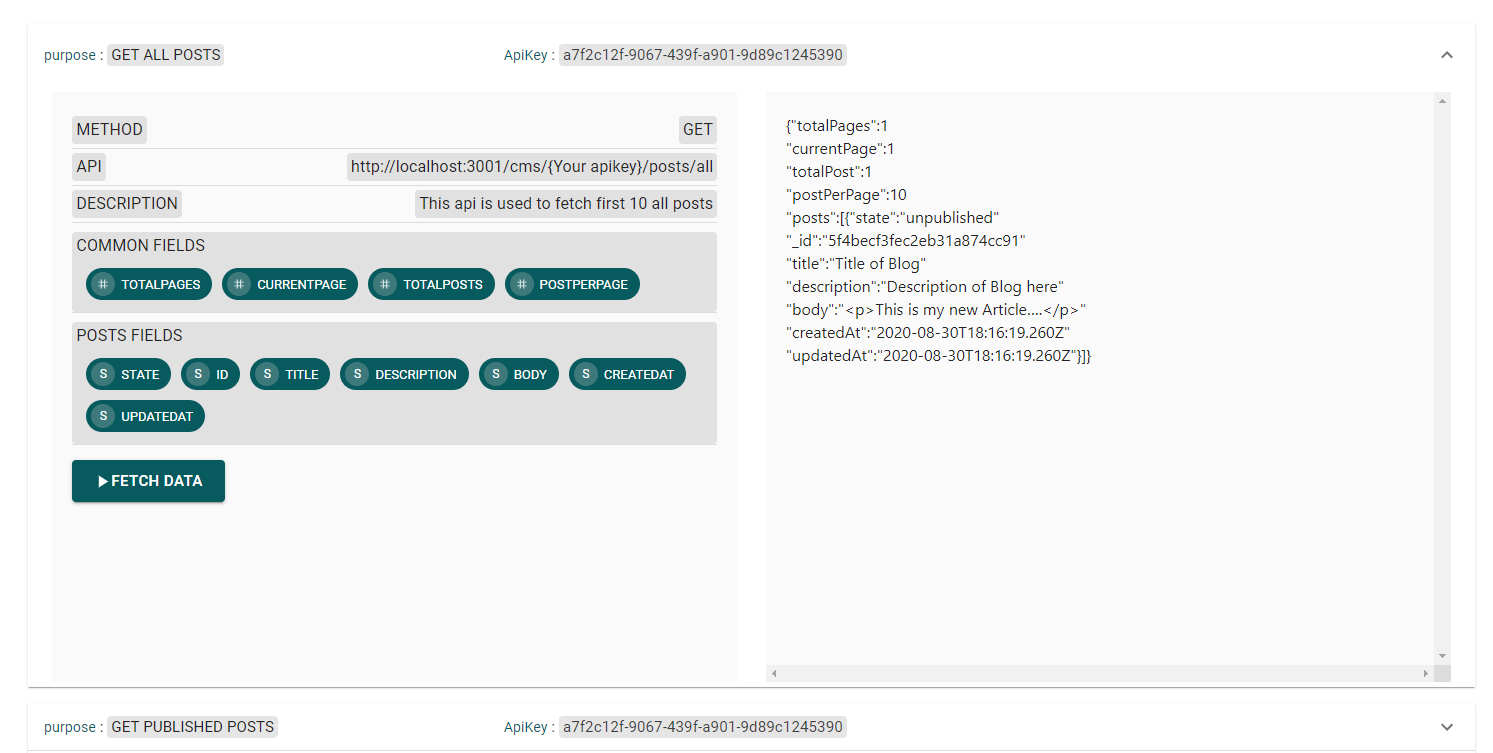 purpose : GET ALL POSTS ApiKey : a7f2c12f-9067-439f-a901-9d89c1245390
METHOD GET
API http://localhost:3001/cms/{Your apikey}/posts/all
DESCRIPTION This api is used to fetch first 10 all posts
COMMON FIELDS
# TOTALPAGES # CURRENTPAGE # TOTALPOSTS # POSTPERPAGE
POSTS FIELDS
S STATE S ID S TITLE S DESCRIPTION S BODY S CREATEDAT
S UPDATEDAT
FETCH DATA
{"totalPages":1
"currentPage":1
"totalPost":1
"postPerPage":10
"posts":[{"state":"unpublished"
"_id":"5f4becf3fec2eb31a874cc91"
"title":"Title of Blog"
"description":"Description of Blog here"
"body":"<p>This is my new Article....</p>"
"createdAt":"2020-08-30T18:16:19.260Z"
"updatedAt":"2020-08-30T18:16:19.260Z"}]}
purpose : GET PUBLISHED POSTS ApiKey : a7f2c12f-9067-439f-a901-9d89c1245390